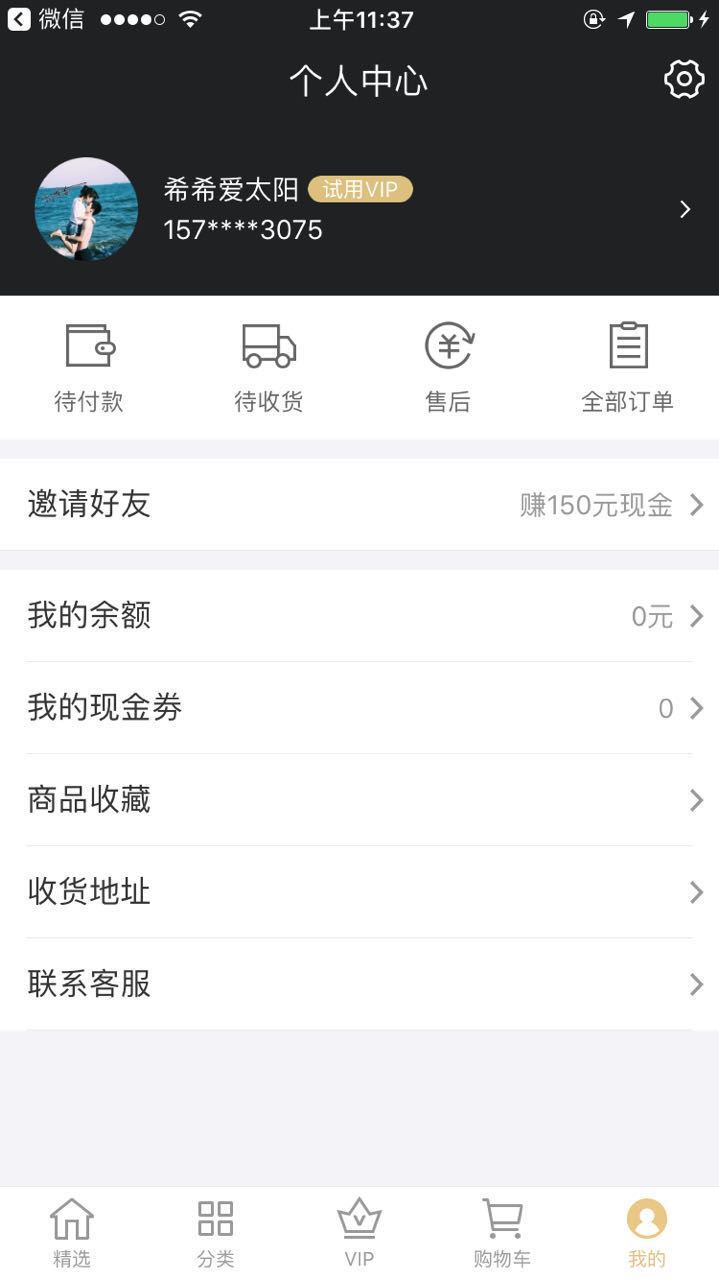 微信 上午11:37
个人中心
希希爱太阳 试用VIP
157****3075
待付款 待收货 售后 全部订单
邀请好友 赚150元现金
我的余额 0元
我的现金劵 0
商品收藏
收货地址
联系客服
精选 分类 VIP 购物车 我的